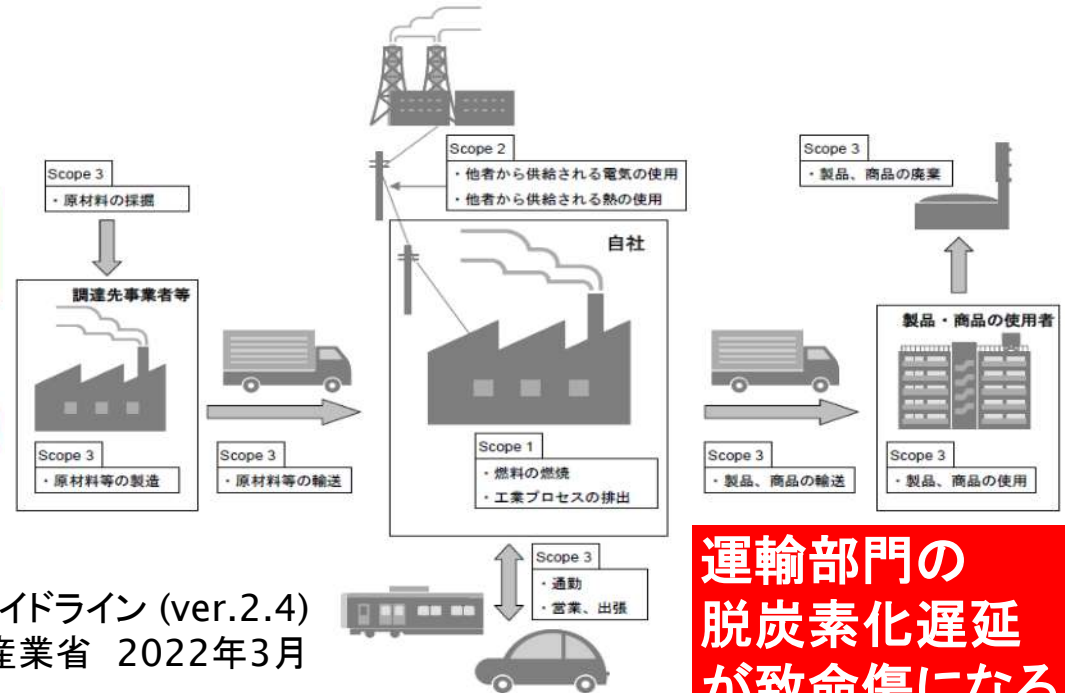 Scope 3
・原材料の採掘
調達先事業者等
Scope 3
・原材料等の製造
Scope 3
・原材料等の輸送
Scope 2
・他者から供給される電気の使用
・他者から供給される熱の使用
自社
Scope 1
・燃料の燃焼
・工業プロセスの排出
Scope 3
・通勤
・営業、出張
Scope 3
・製品、商品の輸送
Scope 3
・製品、商品の廃棄
製品・商品の使用者
Scope 3
・製品、商品の使用
イドライン (ver.2.4)
産業省 2022年3月
運輸部門の
脱炭素化遅延
が致命傷になる